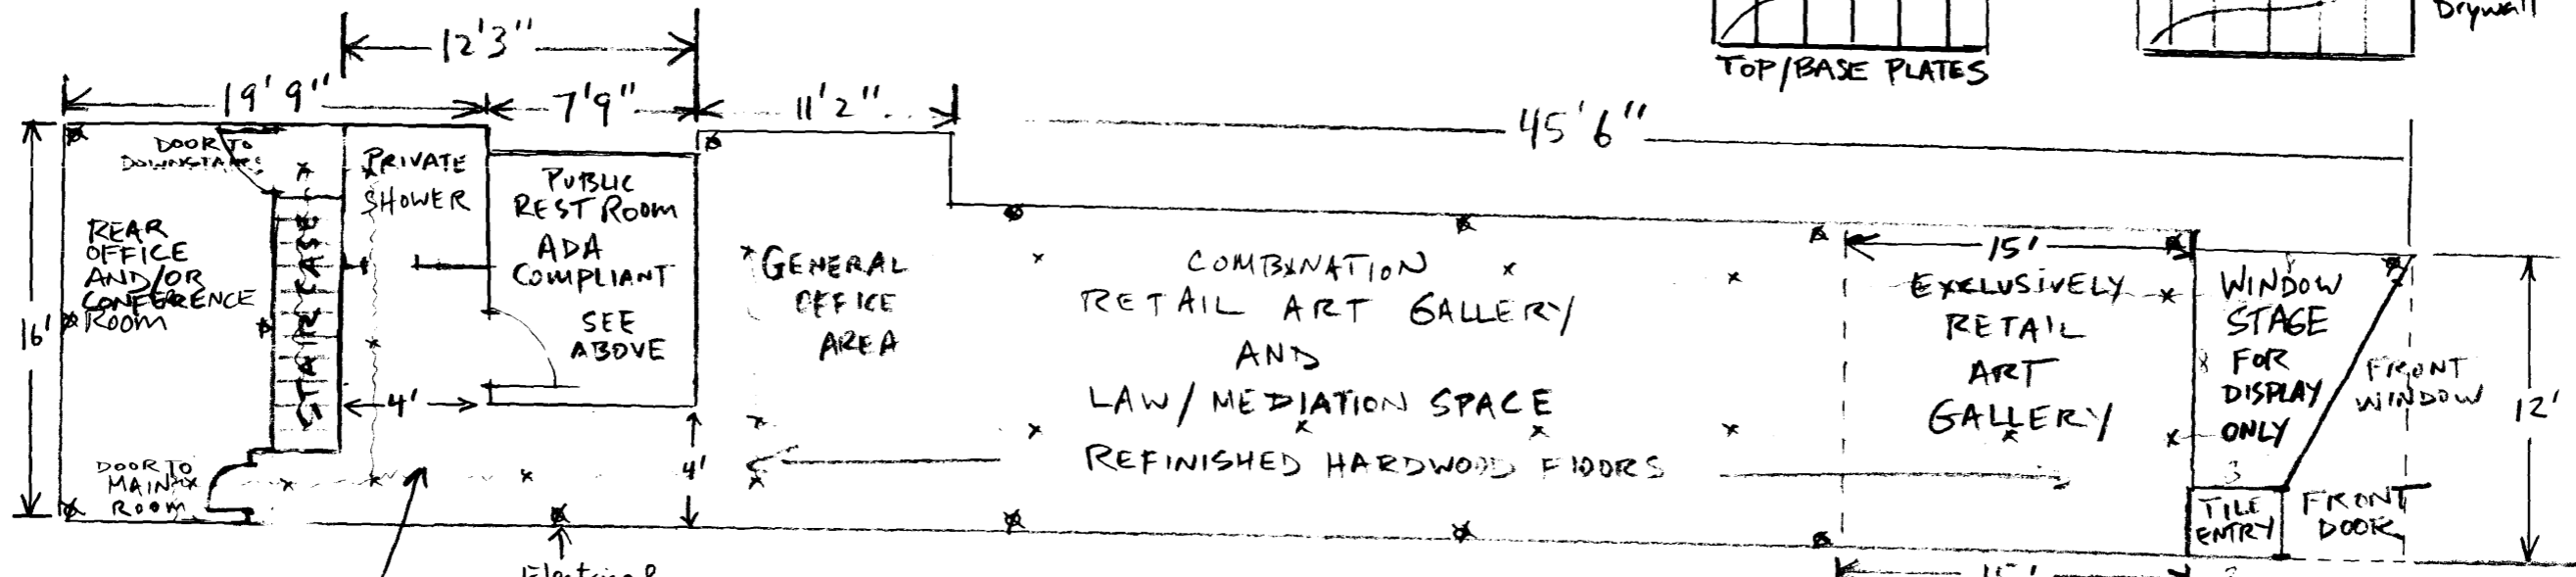 Drywall
TOP/BASE PLATES
12'3"
19'9"
7'9"
11'2"
45'6"
DOOR TO
DOWNSTAIRS
PRIVATE
SHOWER
PUBLIC
REST ROOM
ADA
COMPLIANT
SEE
ABOVE
REAR
OFFICE
AND/OR
CONFERENCE
ROOM
STAIRCASE
16'
4'
DOOR TO
MAIN
ROOM
4'
GENERAL
OFFICE
AREA
COMBINATION
RETAIL ART GALLERY
AND
LAW/MEDIATION SPACE
REFINISHED HARDWOOD FLOORS
15'
EXCLUSIVELY
RETAIL
ART
GALLERY
WINDOW
STAGE
FOR
DISPLAY
ONLY
FRONT
WINDOW
12'
TILE
ENTRY
FRONT
DOOR
Electrical
15'